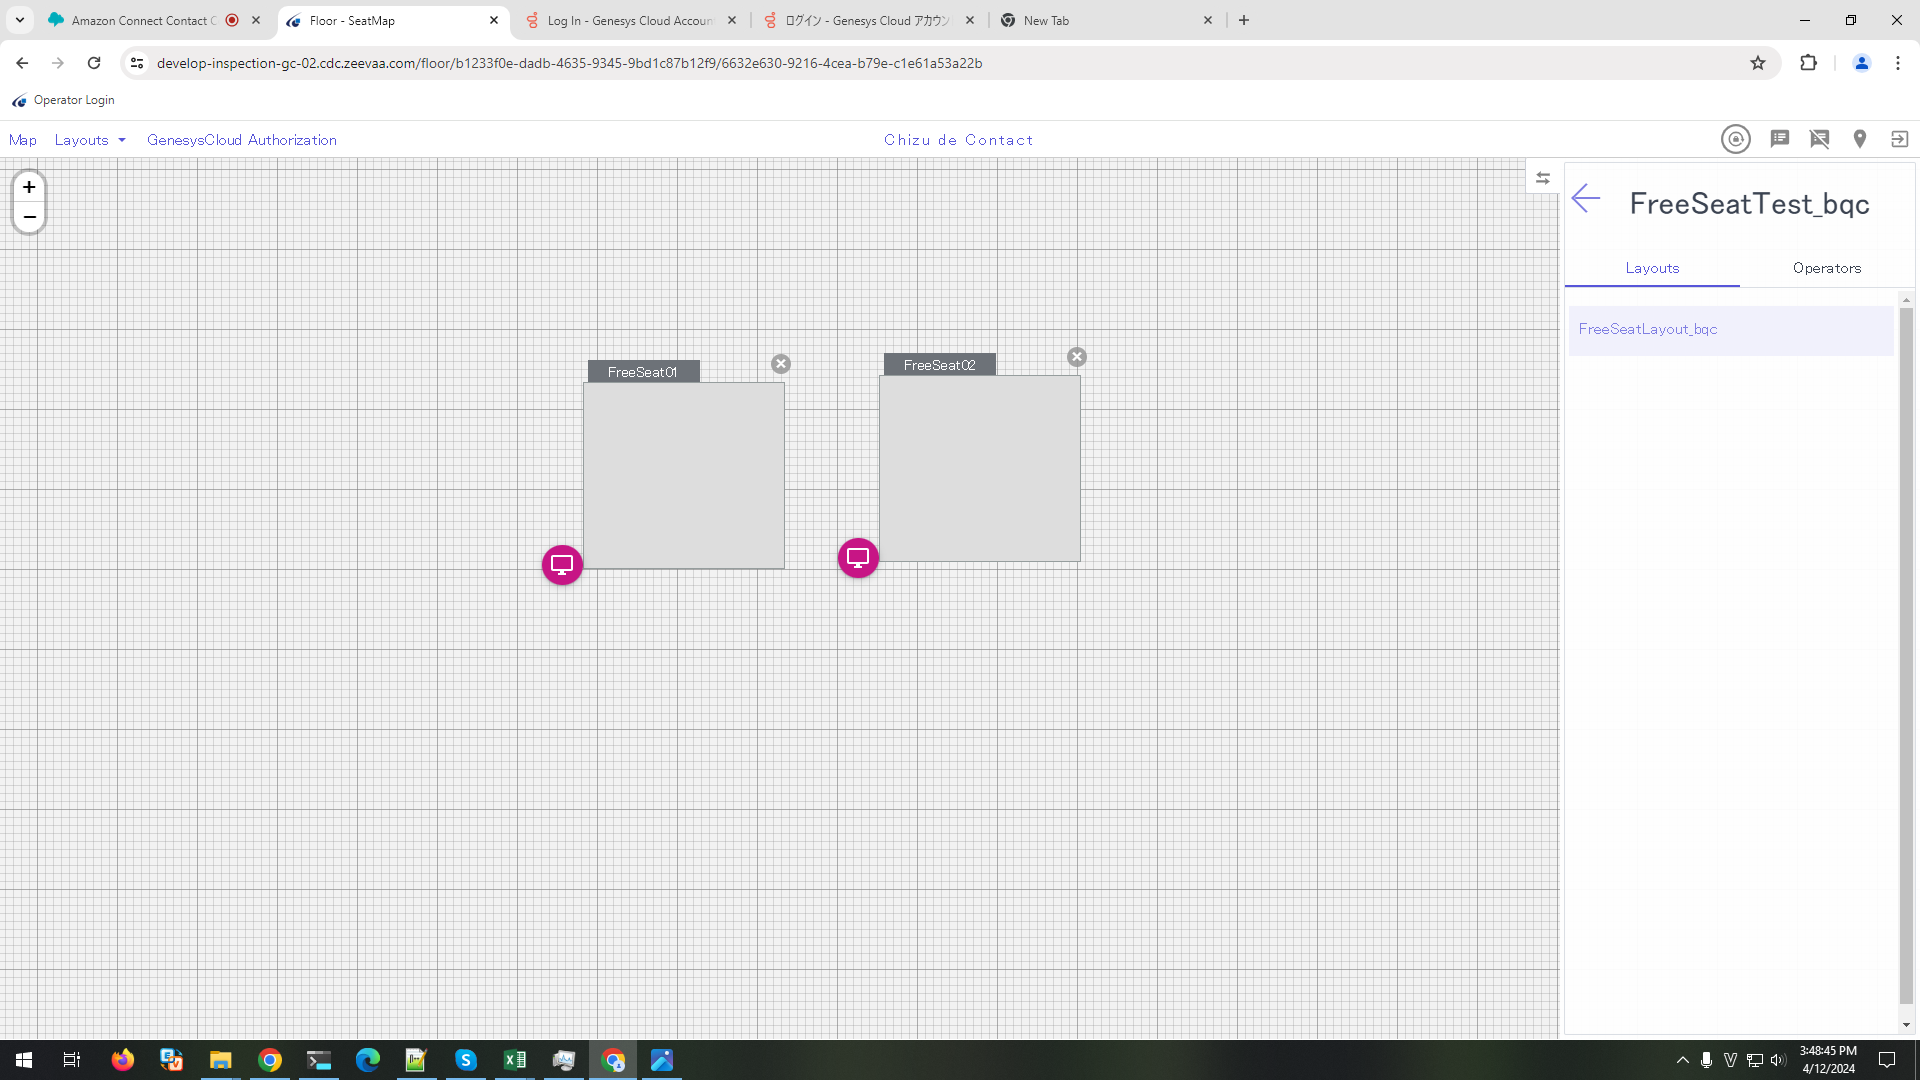 Amazon Connect Contact C
Floor - SeatMap
Log In - Genesys Cloud Accoun
ログイン - Genesys Cloud アカウン
New Tab
develop-inspection-gc-02.cdc.zeevaa.com/floor/b1233f0e-dadb-4635-9345-9bd1c87b12f9/6632e630-9216-4cea-b79e-c1e61a53a22b
Operator Login
Map
Layouts
GenesysCloud Authorization
Chizu de Contact
+
−
FreeSeatTest_bqc
Layouts
Operators
FreeSeatLayout_bqc
FreeSeat01
FreeSeat02
3:48:45 PM
4/12/2024